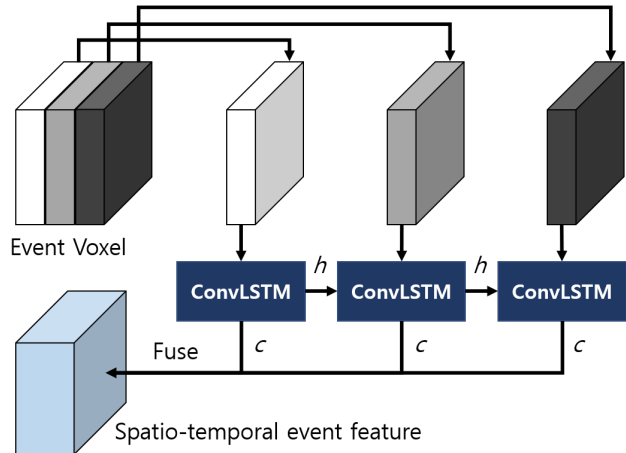 Event Voxel
h
h
ConvLSTM
ConvLSTM
ConvLSTM
Fuse
c
c
c
Spatio-temporal event feature